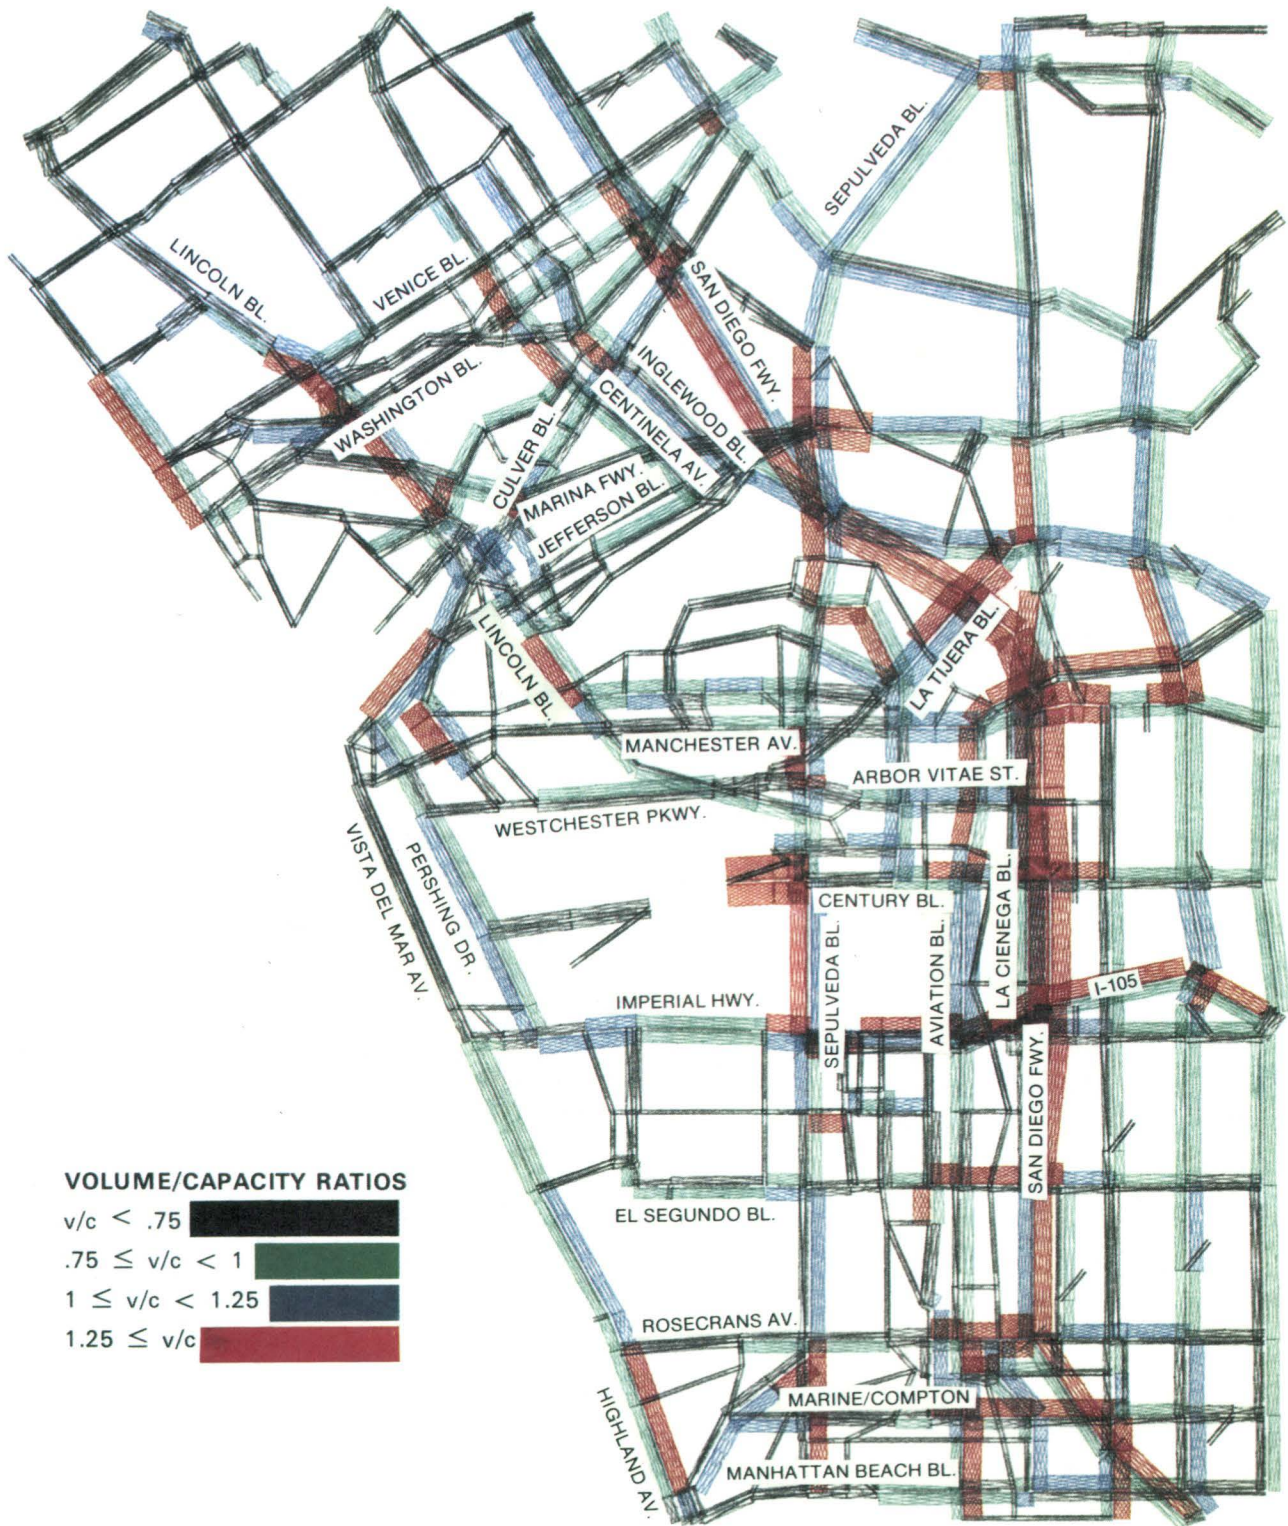 SEPULVEDA BL.
LINCOLN BL.
VENICE BL.
SAN DIEGO FWY.
WASHINGTON BL.
INGLEWOOD BL.
CENTINELA AV.
CULVER BL.
MARINA FWY.
JEFFERSON BL.
LINCOLN BL.
LA TIJERA BL.
MANCHESTER AV.
ARBOR VITAE ST.
WESTCHESTER PKWY.
VISTA DEL MAR AV.
PERSHING DR.
CENTURY BL.
SEPULVEDA BL.
AVIATION BL.
LA CIENEGA BL.
I-105
IMPERIAL HWY.
SAN DIEGO FWY.
VOLUME/CAPACITY RATIOS
v/c < .75
.75 ≤ v/c < 1
1 ≤ v/c < 1.25
1.25 ≤ v/c
EL SEGUNDO BL.
ROSECRANS AV.
HIGHLAND AV.
MARINE/COMPTON
MANHATTAN BEACH BL.